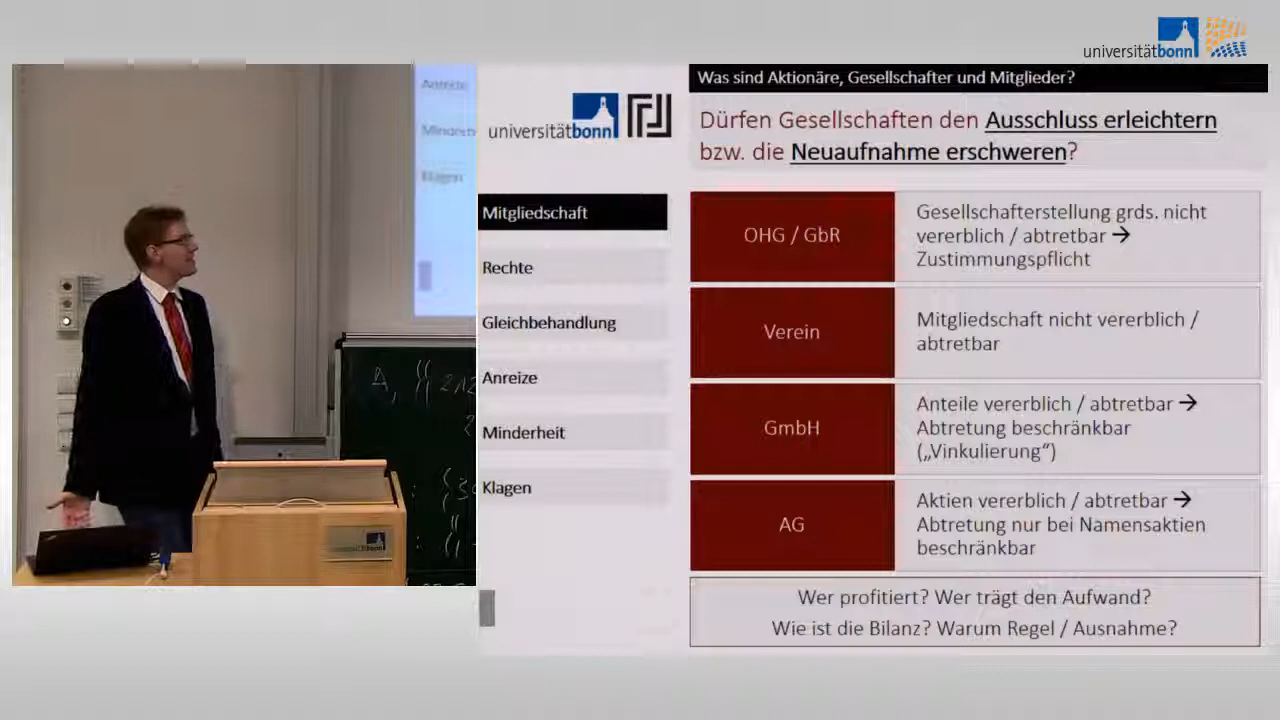 universitätbonn
Was sind Aktionäre, Gesellschafter und Mitglieder?
universitätbonn
Dürfen Gesellschaften den Ausschluss erleichtern
bzw. die Neuaufnahme erschweren?
Mitgliedschaft
Rechte
Gleichbehandlung
Anreize
Minderheit
Klagen
OHG / GbR
Gesellschafterstellung grds. nicht
vererblich / abtretbar →
Zustimmungspflicht
Verein
Mitgliedschaft nicht vererblich /
abtretbar
GmbH
Anteile vererblich / abtretbar →
Abtretung beschränkbar
(„Vinkulierung“)
AG
Aktien vererblich / abtretbar →
Abtretung nur bei Namensaktien
beschränkbar
Wer profitiert? Wer trägt den Aufwand?
Wie ist die Bilanz? Warum Regel / Ausnahme?
Anreize
Klagen